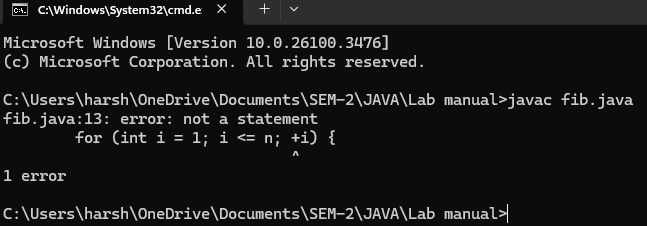 C:\Windows\System32\cmd.e
Microsoft Windows [Version 10.0.26100.3476]
(c) Microsoft Corporation. All rights reserved.
C:\Users\harsh\OneDrive\Documents\SEM-2\JAVA\Lab manual>javac fib.java
fib.java:13: error: not a statement
        for (int i = 1; i <= n; +i) {
                                ^
1 error
C:\Users\harsh\OneDrive\Documents\SEM-2\JAVA\Lab manual>